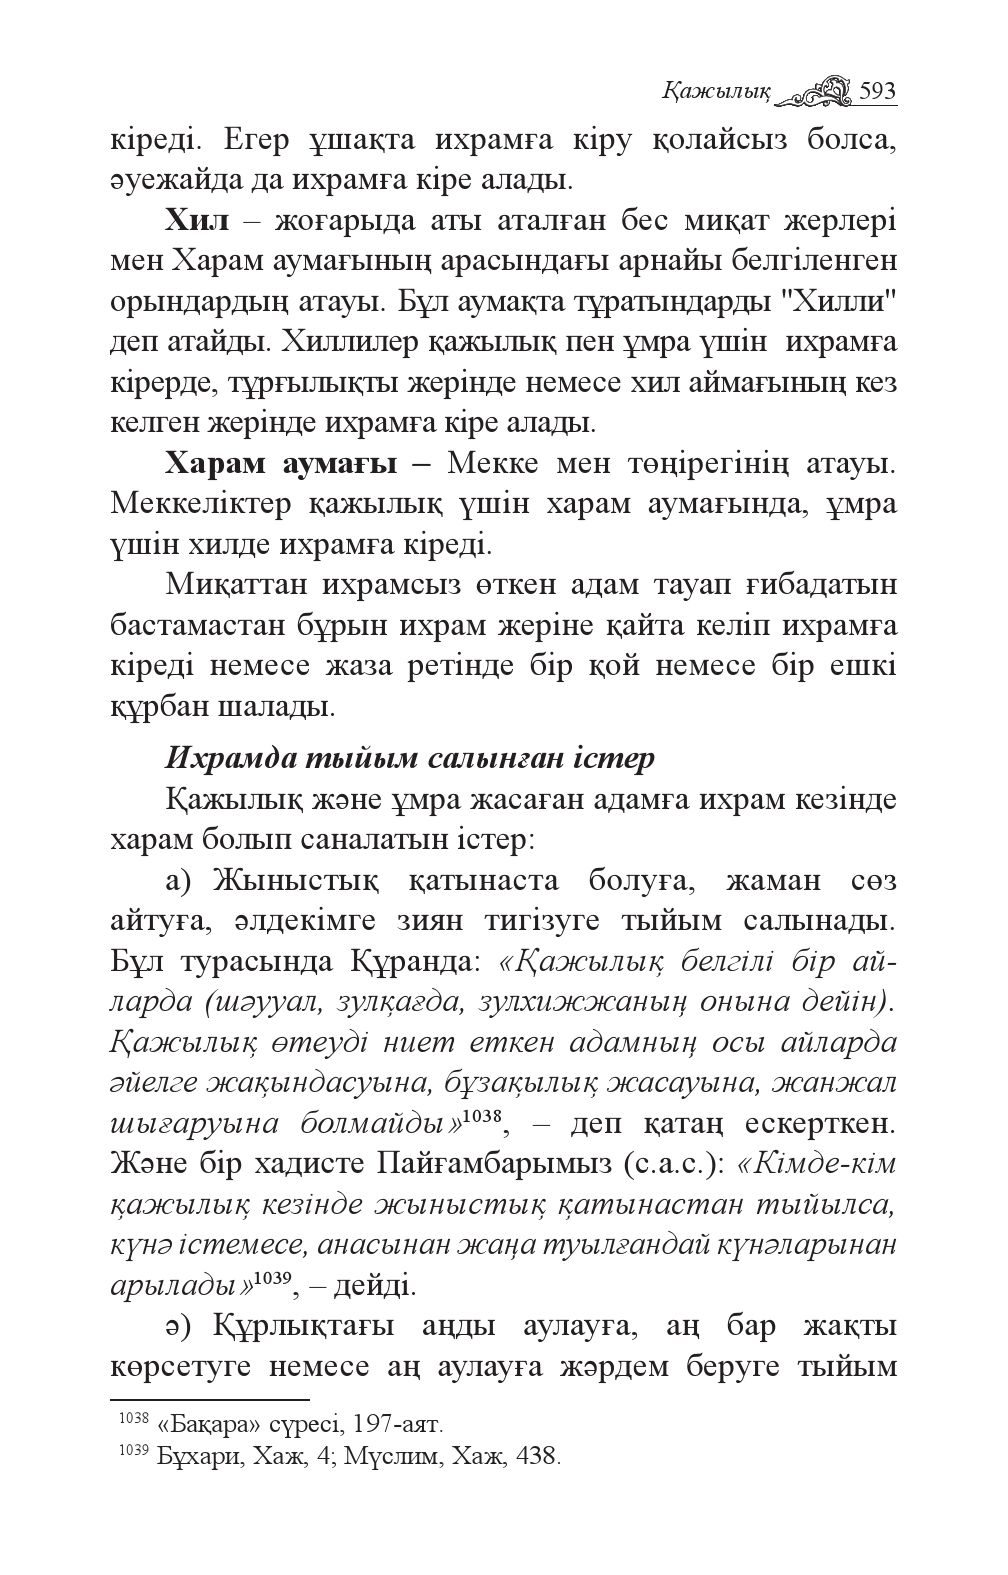 Қажылық 593
кіреді. Егер ұшақта ихрамға кіру қолайсыз болса,
әуежайда да ихрамға кіре алады.
Хил – жоғарыда аты аталған бес миқат жерлері
мен Харам аумағының арасындағы арнайы белгіленген
орындардың атауы. Бұл аумақта тұратындарды "Хилли"
деп атайды. Хиллилер қажылық пен ұмра үшін ихрамға
кірерде, тұрғылықты жерінде немесе хил аймағының кез
келген жерінде ихрамға кіре алады.
Харам аумағы – Мекке мен төңірегінің атауы.
Меккеліктер қажылық үшін харам аумағында, ұмра
үшін хилде ихрамға кіреді.
Миқаттан ихрамсыз өткен адам тауап ғибадатын
бастамастан бұрын ихрам жеріне қайта келіп ихрамға
кіреді немесе жаза ретінде бір қой немесе бір ешкі
құрбан шалады.
Ихрамда тыйым салынған істер
Қажылық және ұмра жасаған адамға ихрам кезінде
харам болып саналатын істер:
а) Жыныстық қатынаста болуға, жаман сөз
айтуға, әлдекімге зиян тигізуге тыйым салынады.
Бұл турасында Құранда: «Қажылық белгілі бір ай-
ларда (шәууал, зулқағда, зулхижжаның онына дейін).
Қажылық өтеуді ниет еткен адамның осы айларда
әйелге жақындасуына, бұзақылық жасауына, жанжал
шығаруына болмайды»1038, – деп қатаң ескерткен.
Және бір хадисте Пайғамбарымыз (с.а.с.): «Кімде-кім
қажылық кезінде жыныстық қатынастан тыйылса,
күнә істемесе, анасынан жаңа туылғандай күнәларынан
арылады»1039, – дейді.
ә) Құрлықтағы аңды аулауға, аң бар жақты
көрсетуге немесе аң аулауға жәрдем беруге тыйым
1038 «Бақара» сүресі, 197-аят.
1039 Бұхари, Хаж, 4; Мүслим, Хаж, 438.